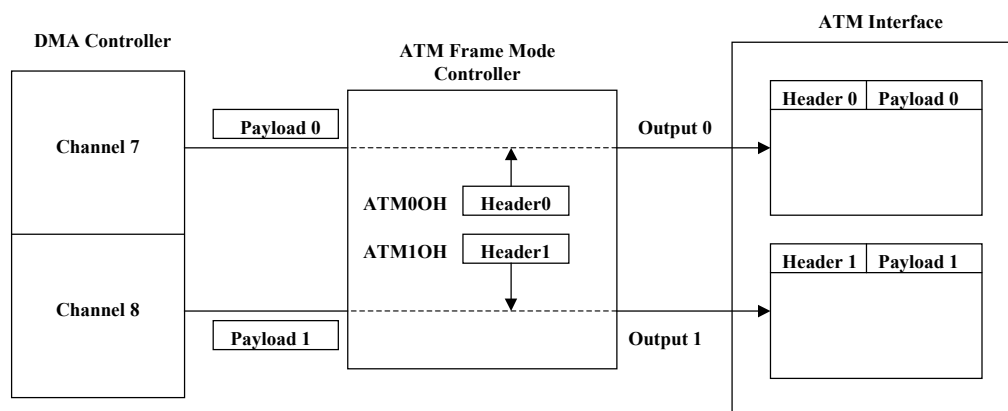 ATM Interface
DMA Controller
ATM Frame Mode
Controller
Header 0 Payload 0
Payload 0
Output 0
Channel 7
ATM0OH Header0
ATM1OH Header1
Header 1 Payload 1
Channel 8
Payload 1
Output 1